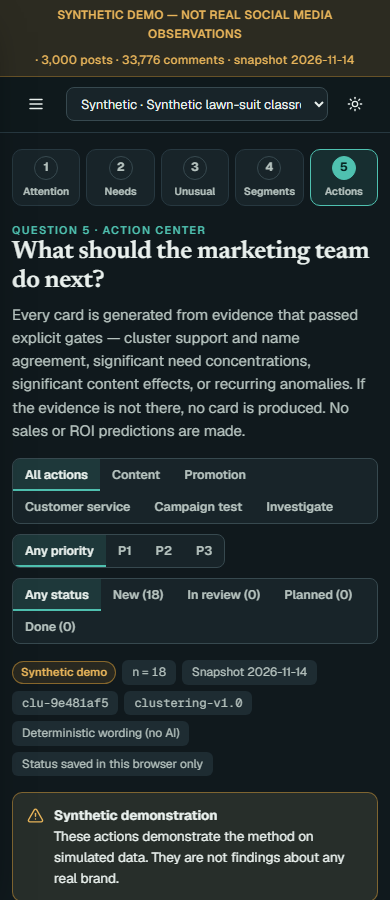 SYNTHETIC DEMO — NOT REAL SOCIAL MEDIA
OBSERVATIONS
· 3,000 posts · 33,776 comments · snapshot 2026-11-14
Synthetic · Synthetic lawn-suit classr
1
Attention
2
Needs
3
Unusual
4
Segments
5
Actions
QUESTION 5 · ACTION CENTER
What should the marketing team
do next?
Every card is generated from evidence that passed
explicit gates — cluster support and name
agreement, significant need concentrations,
significant content effects, or recurring anomalies. If
the evidence is not there, no card is produced. No
sales or ROI predictions are made.
All actions Content Promotion
Customer service Campaign test Investigate
Any priority P1 P2 P3
Any status New (18) In review (0) Planned (0)
Done (0)
Synthetic demo n = 18 Snapshot 2026-11-14
clu-9e481af5 clustering-v1.0
Deterministic wording (no AI)
Status saved in this browser only
Synthetic demonstration
These actions demonstrate the method on
simulated data. They are not findings about any
real brand.